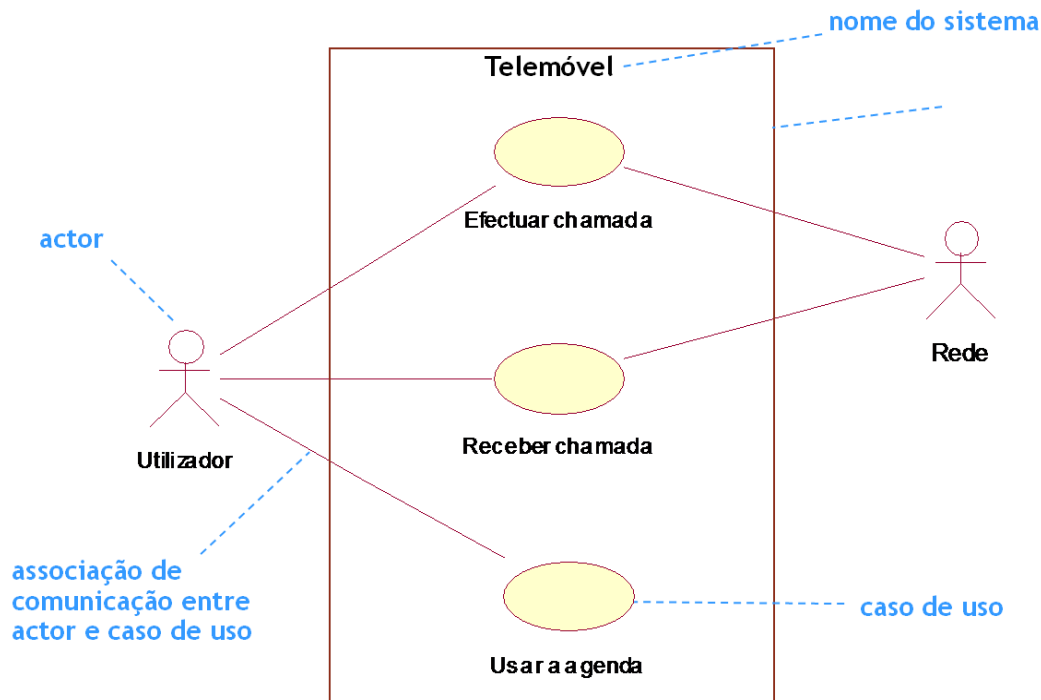 nome do sistema
Telemóvel
Efectuar chamada
actor
Rede
Receber chamada
Utilizador
associação de
comunicação entre
actor e caso de uso
caso de uso
Usar a agenda